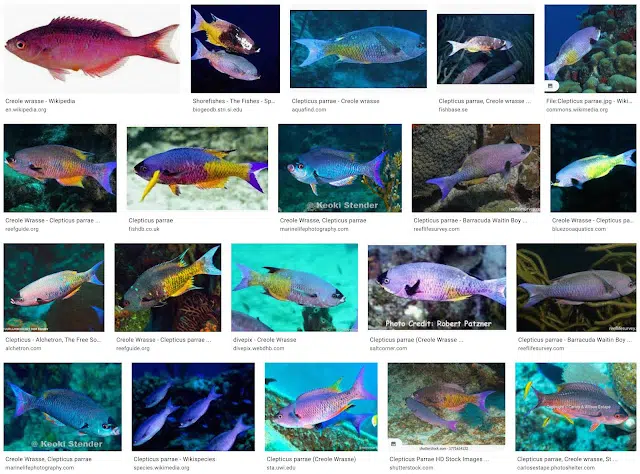 Creole wrasse - Wikipedia
en.wikipedia.org
Shorefishes - The Fishes - Sp...
biogeodb.stri.si.edu
Clepticus parrae - Creole wrasse
aquafind.com
Clepticus parrae, Creole wrasse ...
fishbase.se
File:Clepticus parrae.jpg - Wiki...
commons.wikimedia.org
© Keoki Stender
reeflifesurvey.com
Creole Wrasse - Clepticus parrae ...
reefguide.org
Clepticus parrae
fishdb.co.uk
Creole Wrasse, Clepticus parrae
marinelifephotography.com
Clepticus parrae - Barracuda Waitin Boy ...
reeflifesurvey.com
Creole Wrasse - Clepticus pa...
bluezooaquatics.com
Photo Credit: Robert Patzner
reeflifesurvey.com
Clepticus - Alchetron, The Free So...
alchetron.com
Creole Wrasse - Clepticus parrae ...
reefguide.org
divepix - Creole Wrasse
divepix.webdhb.com
Clepticus parrae (Creole Wrasse ...
saltcorner.com
Clepticus parrae - Barracuda Waitin Boy ...
reeflifesurvey.com
© Keoki Stender
Creole Wrasse, Clepticus parrae
marinelifephotography.com
Clepticus parrae - Wikispecies
species.wikimedia.org
Clepticus parrae (Creole Wrasse)
sta.uwi.edu
Clepticus Parrae HD Stock Images ...
shutterstock.com
Clepticus parrae, Creole wrasse, St ...
carlosestape.photoshelter.com